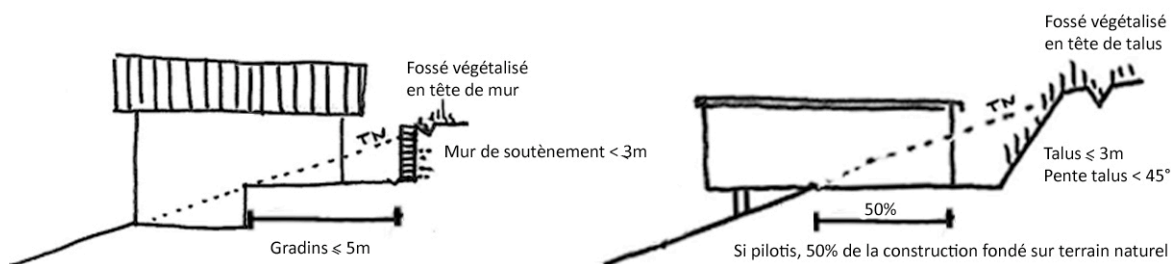 Fossé végétalisé
en tête de mur
TN
Mur de soutènement < 3m
Gradins ⩽ 5m
Fossé végétalisé
en tête de talus
TN
Talus ⩽ 3m
Pente talus < 45°
50%
Si pilotis, 50% de la construction fondé sur terrain naturel